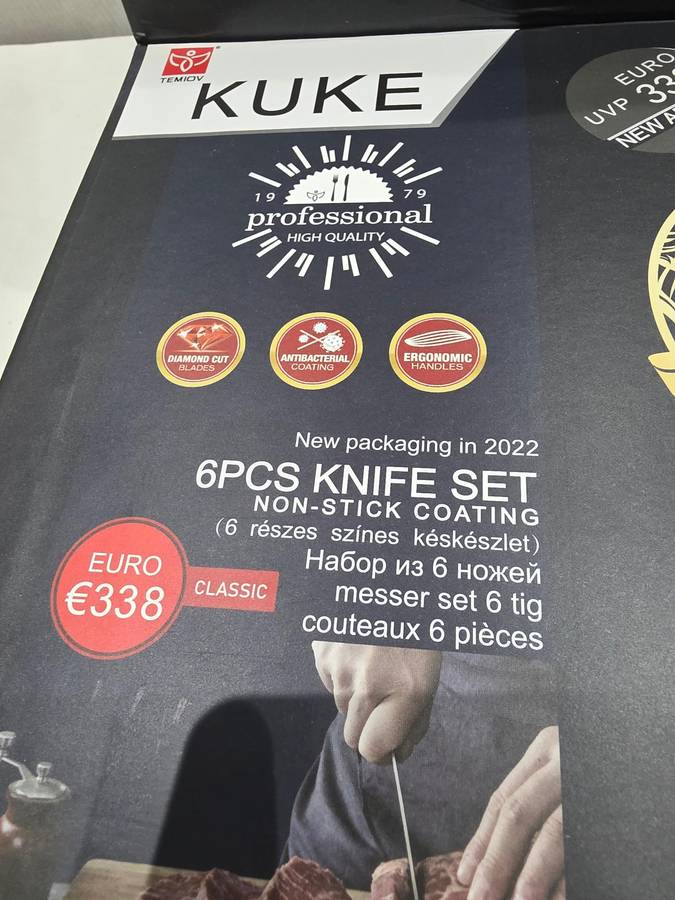 TEMIOV
KUKE
EURO
UVP
19 79
professional
HIGH QUALITY
DIAMOND CUT
BLADES
ANTIBACTERIAL
COATING
ERGONOMIC
HANDLES
New packaging in 2022
6PCS KNIFE SET
NON-STICK COATING
(6 részes színes késkészlet)
Набор из 6 ножей
messer set 6 tig
couteaux 6 pièces
EURO
€338
CLASSIC